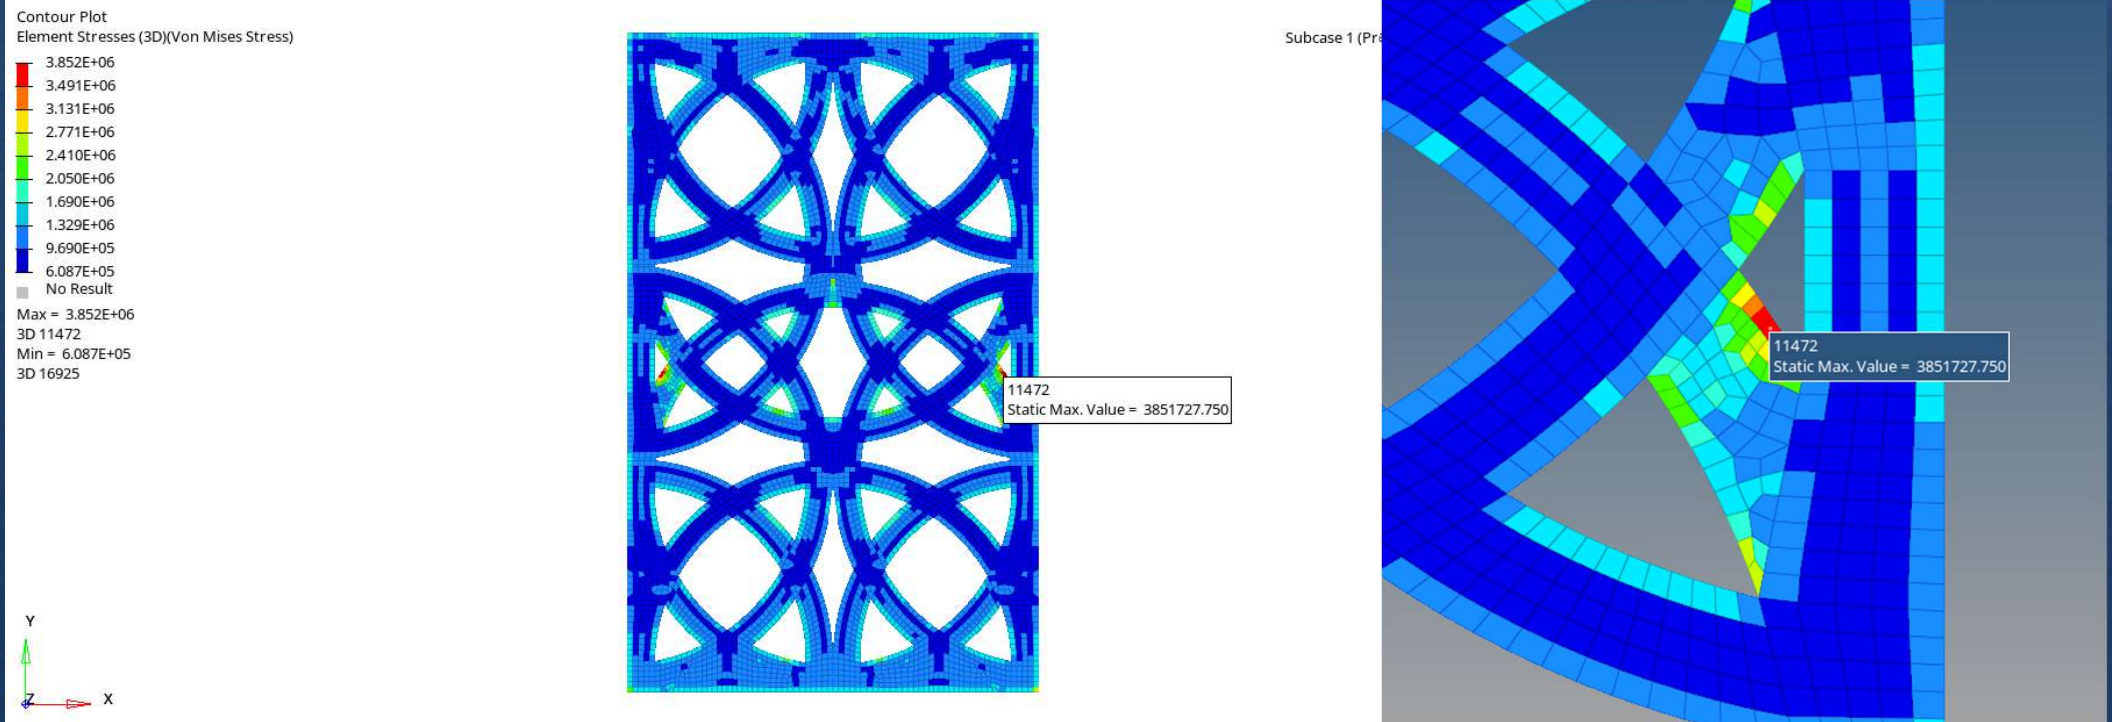 Contour Plot
Element Stresses (3D)(Von Mises Stress)
3.852E+06
3.491E+06
3.131E+06
2.771E+06
2.410E+06
2.050E+06
1.690E+06
1.329E+06
9.690E+05
6.087E+05
No Result
Max = 3.852E+06
3D 11472
Min = 6.087E+05
3D 16925
Subcase 1
11472
Static Max. Value = 3851727.750
11472
Static Max. Value = 3851727.750
Y
Z
X